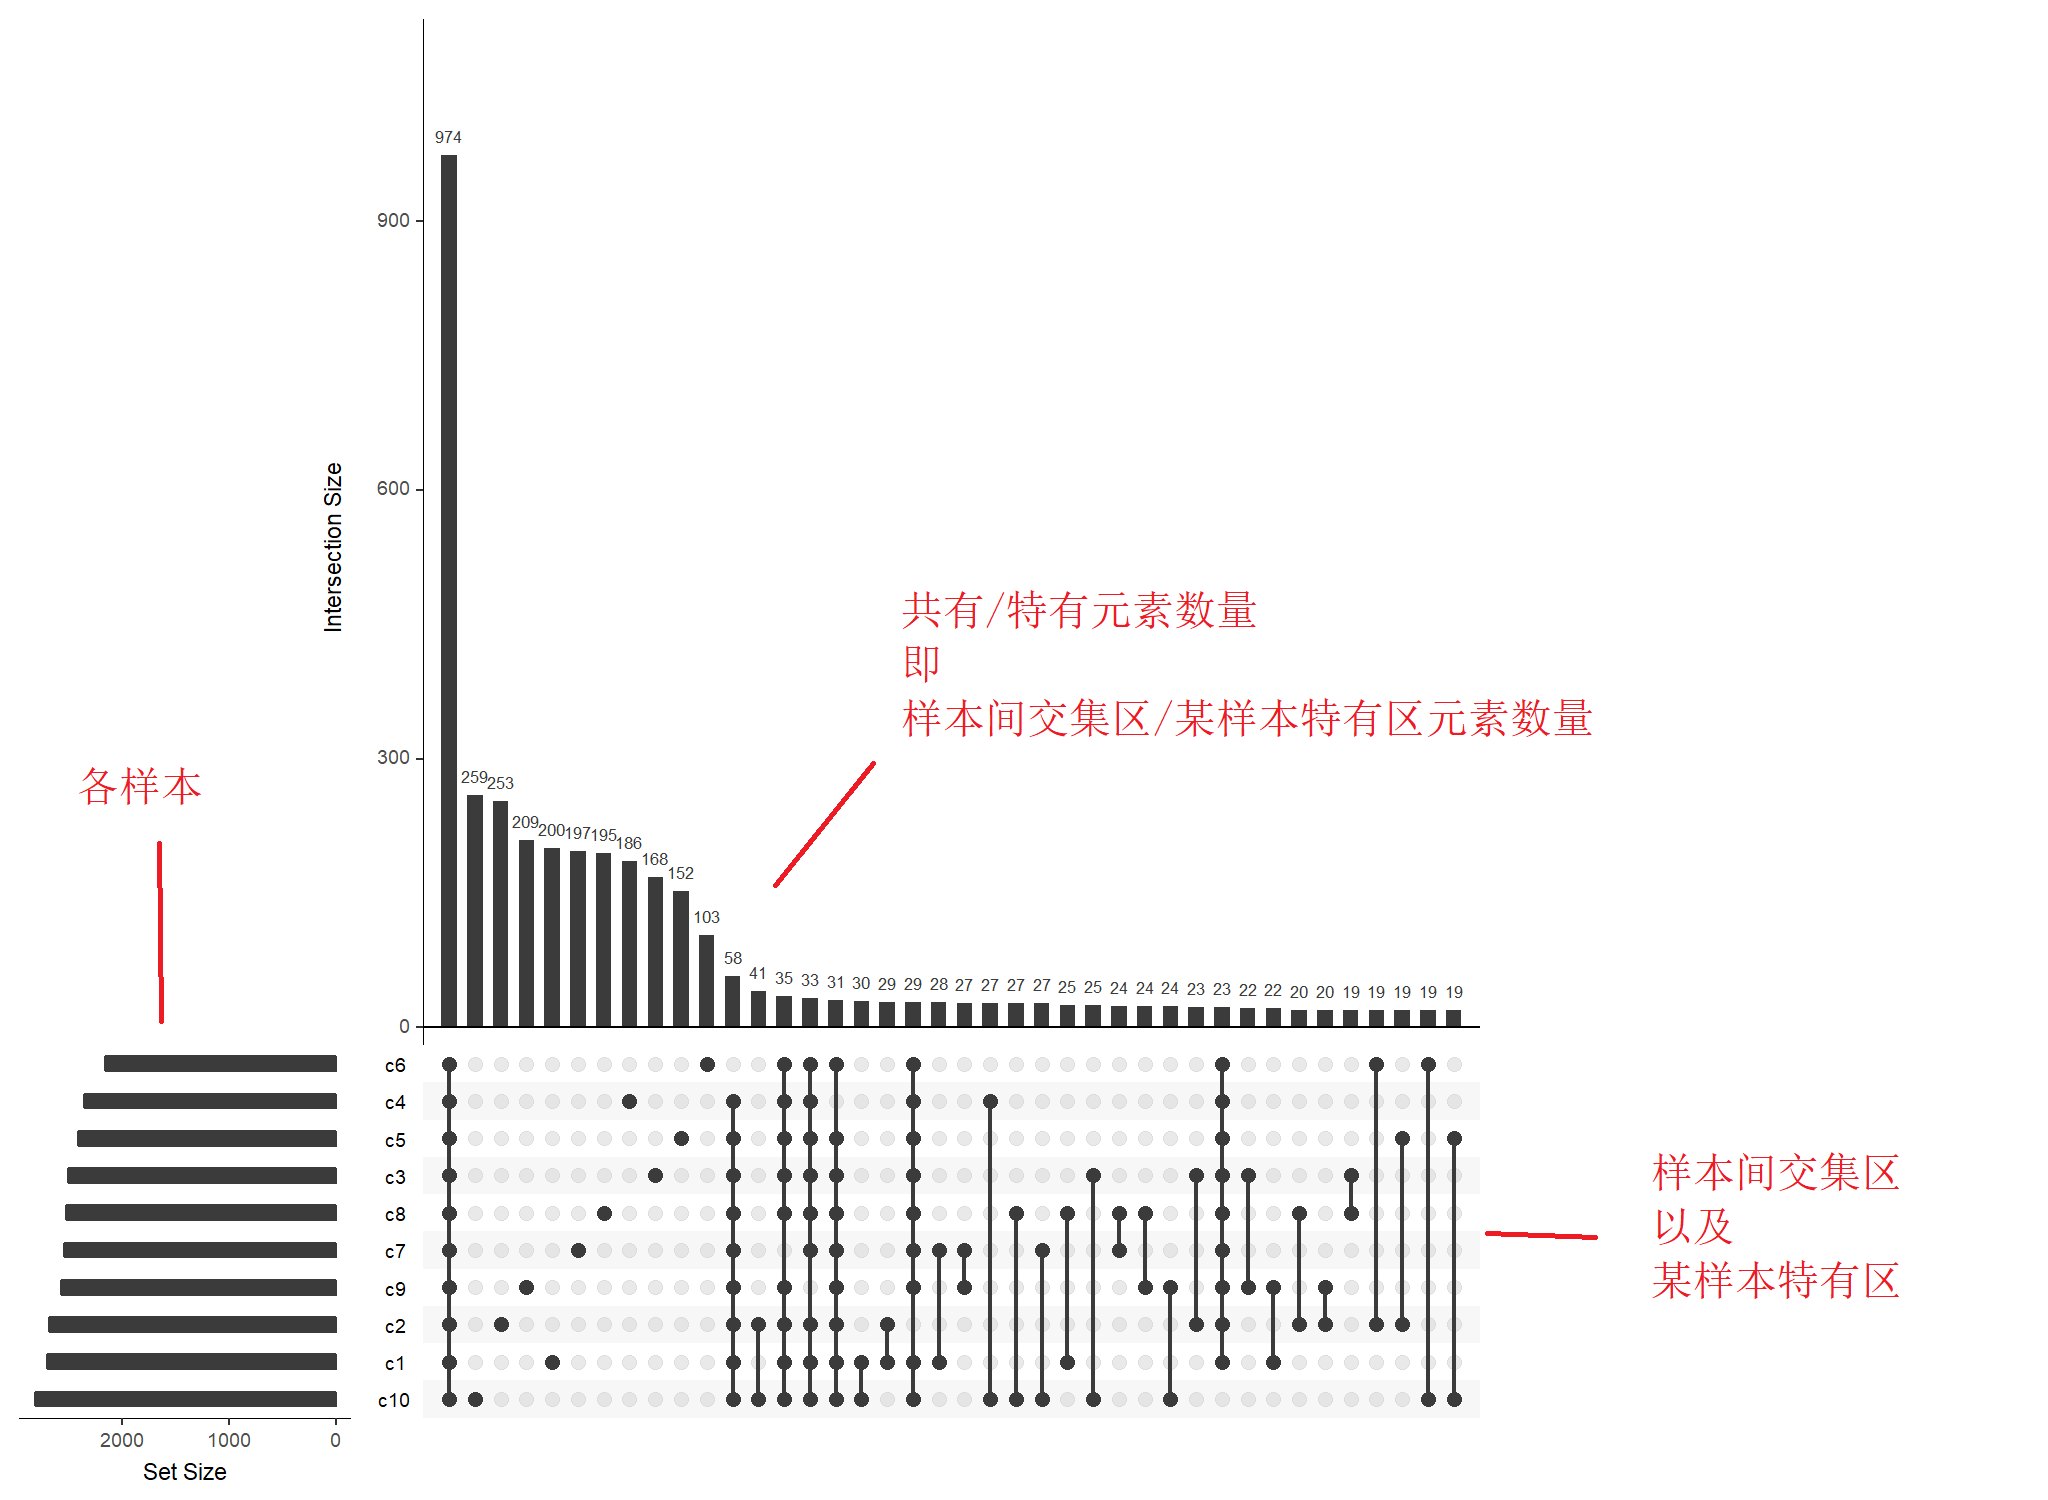 974
900
600
300
0
Intersection Size
259 253 209 200 197 195 186 168 152 103 58 41 35 33 31 30 29 29 28 27 27 27 27 25 25 24 24 24 23 23 22 22 20 20 19 19 19 19 19
共有/特有元素数量
即
样本间交集区/某样本特有区元素数量
各样本
c6
c4
c5
c3
c8
c7
c9
c2
c1
c10
2000 1000 0
Set Size
样本间交集区
以及
某样本特有区